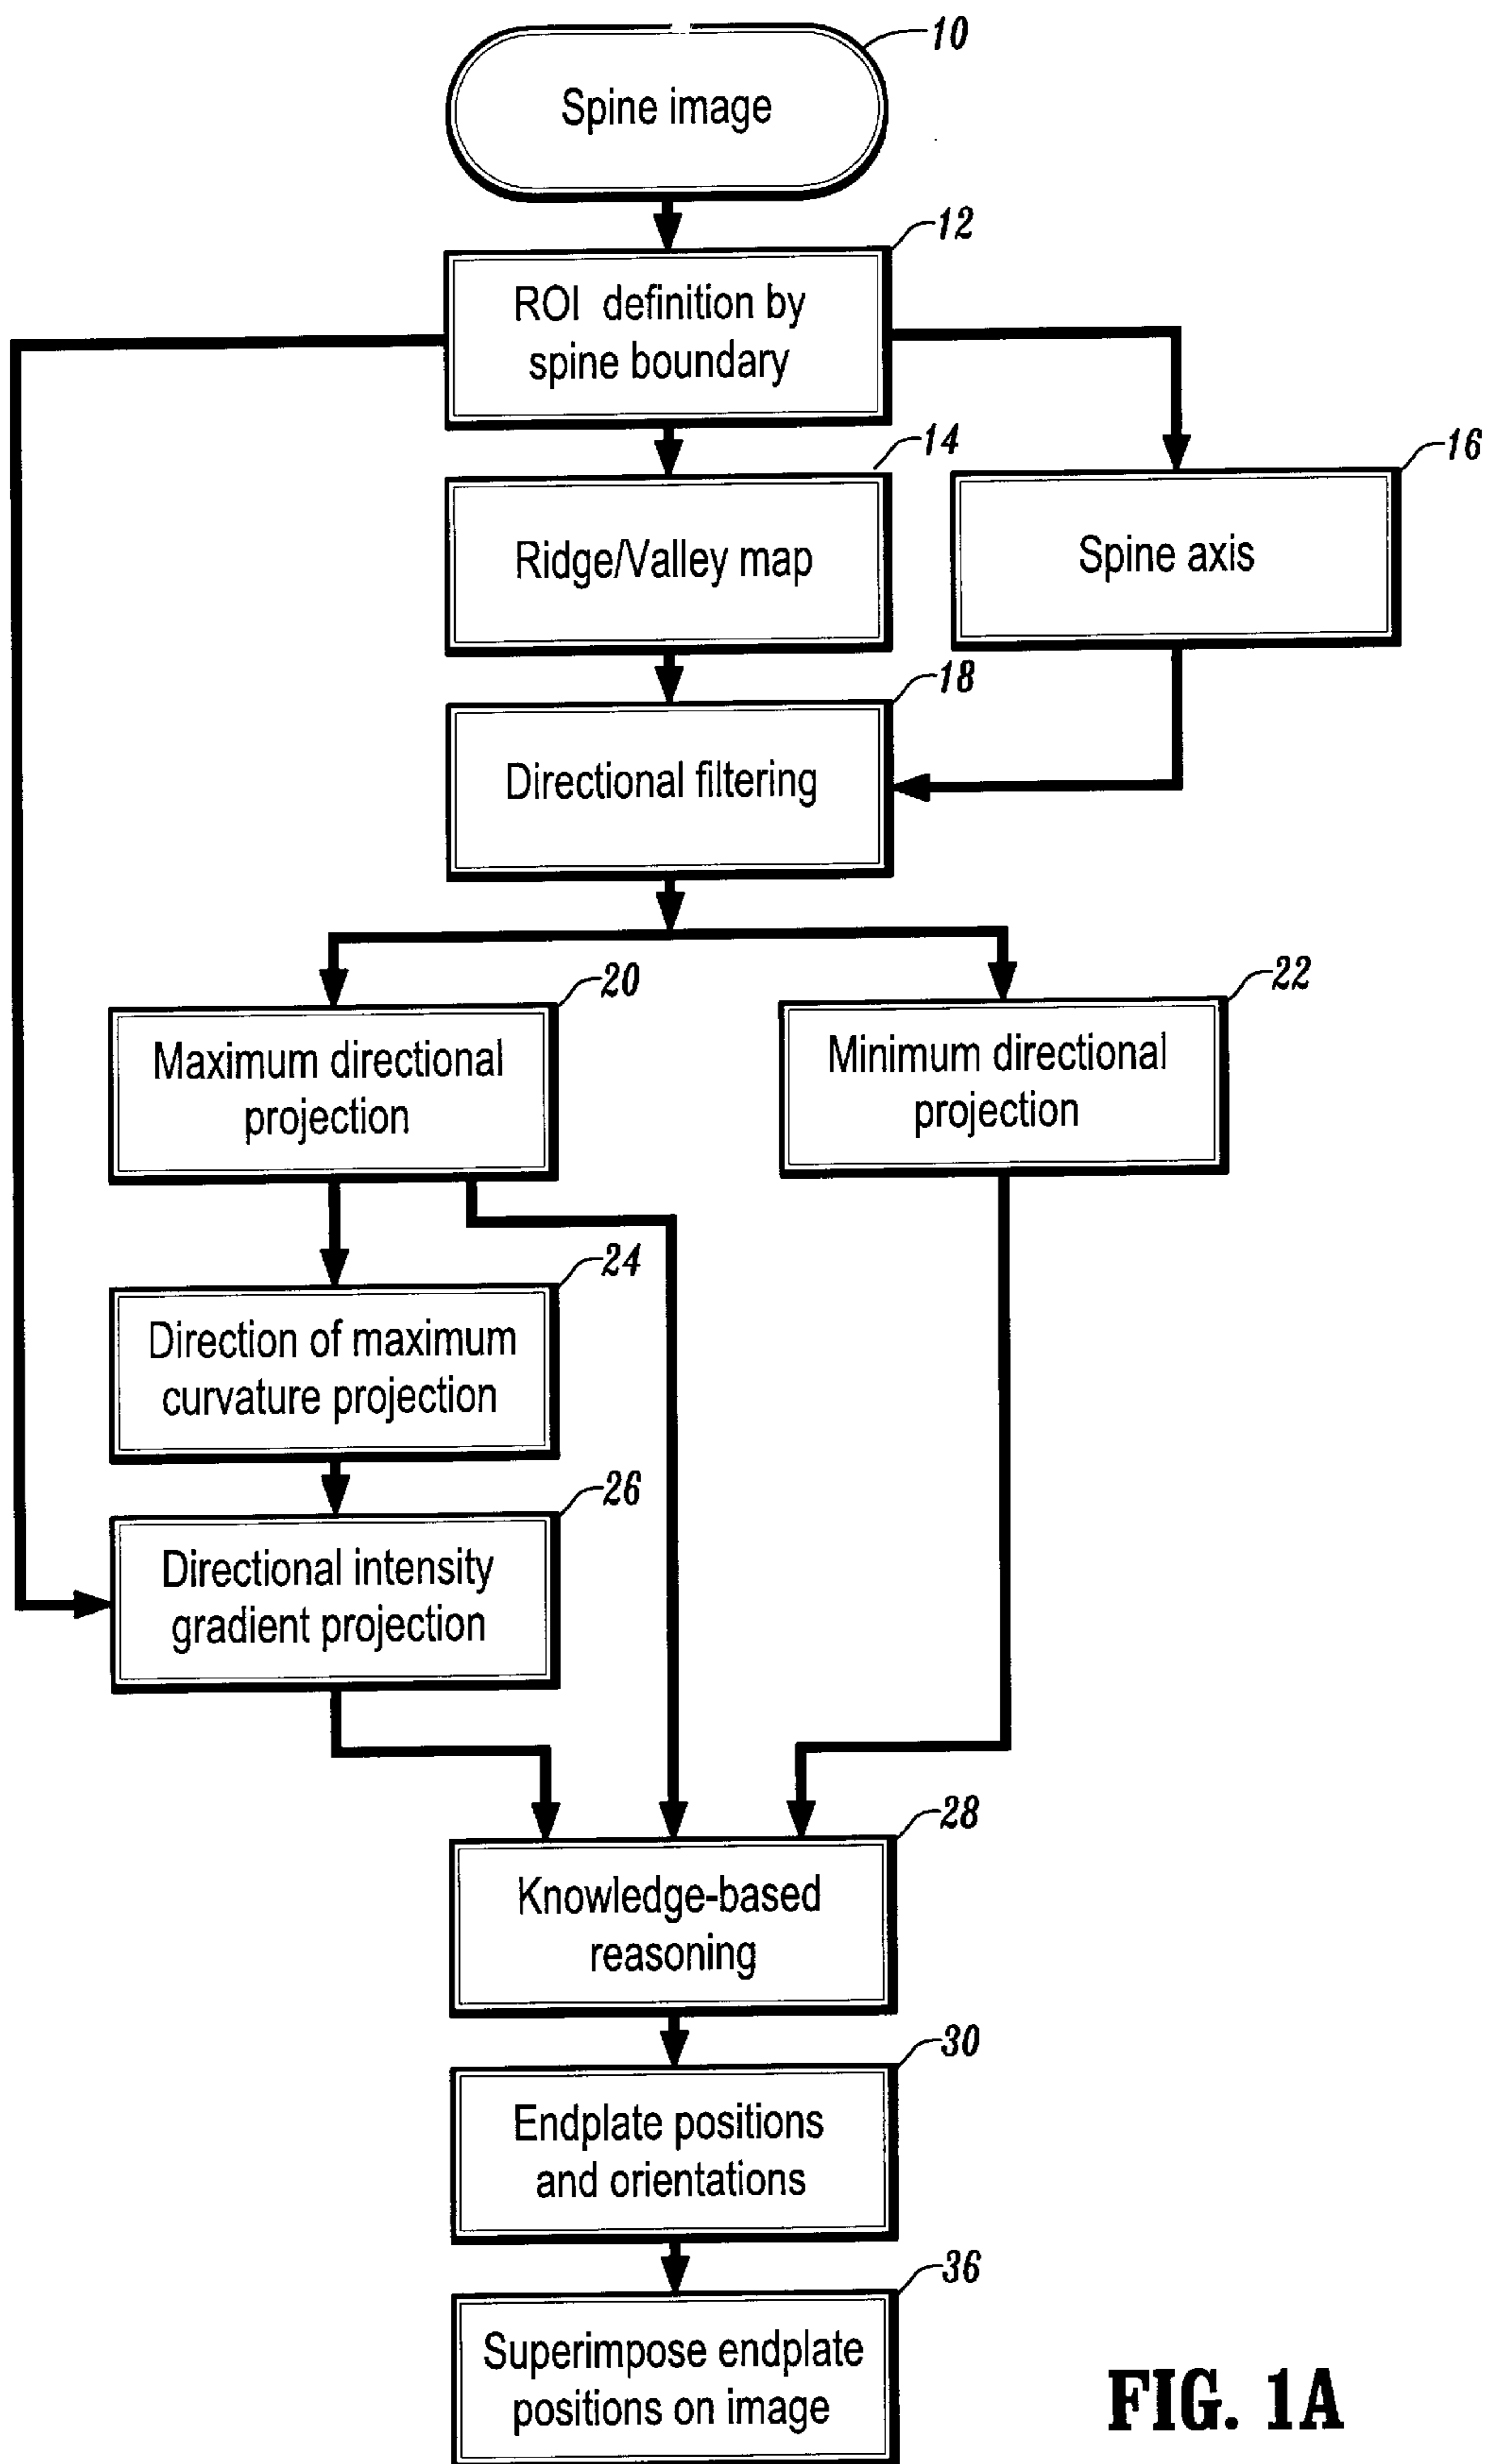 10
Spine image
12
ROI definition by
spine boundary
14
16
Ridge/Valley map
Spine axis
18
Directional filtering
20
22
Maximum directional
projection
Minimum directional
projection
24
Direction of maximum
curvature projection
26
Directional intensity
gradient projection
28
Knowledge-based
reasoning
30
Endplate positions
and orientations
36
Superimpose endplate
positions on image
FIG. 1A